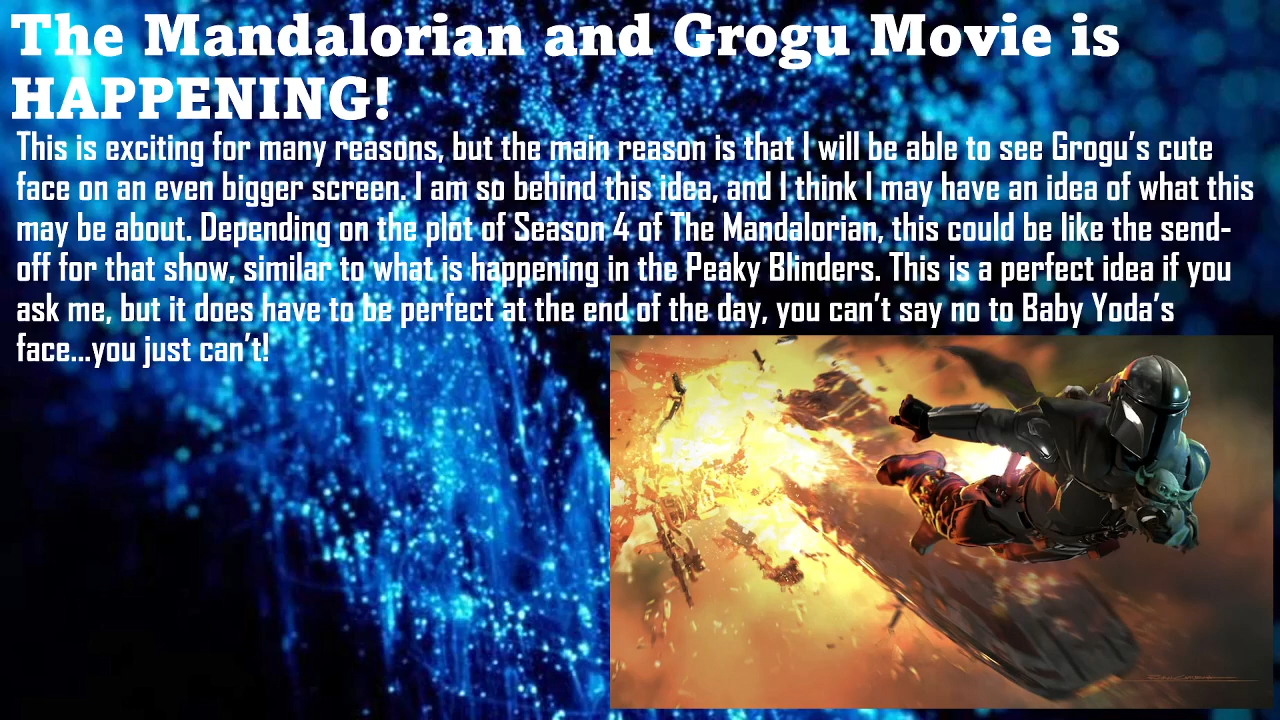 The Mandalorian and Grogu Movie is
HAPPENING!
This is exciting for many reasons, but the main reason is that I will be able to see Grogu’s cute
face on an even bigger screen. I am so behind this idea, and I think I may have an idea of what this
may be about. Depending on the plot of Season 4 of The Mandalorian, this could be like the send-
off for that show, similar to what is happening in the Peaky Blinders. This is a perfect idea if you
ask me, but it does have to be perfect at the end of the day, you can’t say no to Baby Yoda’s
face...you just can’t!